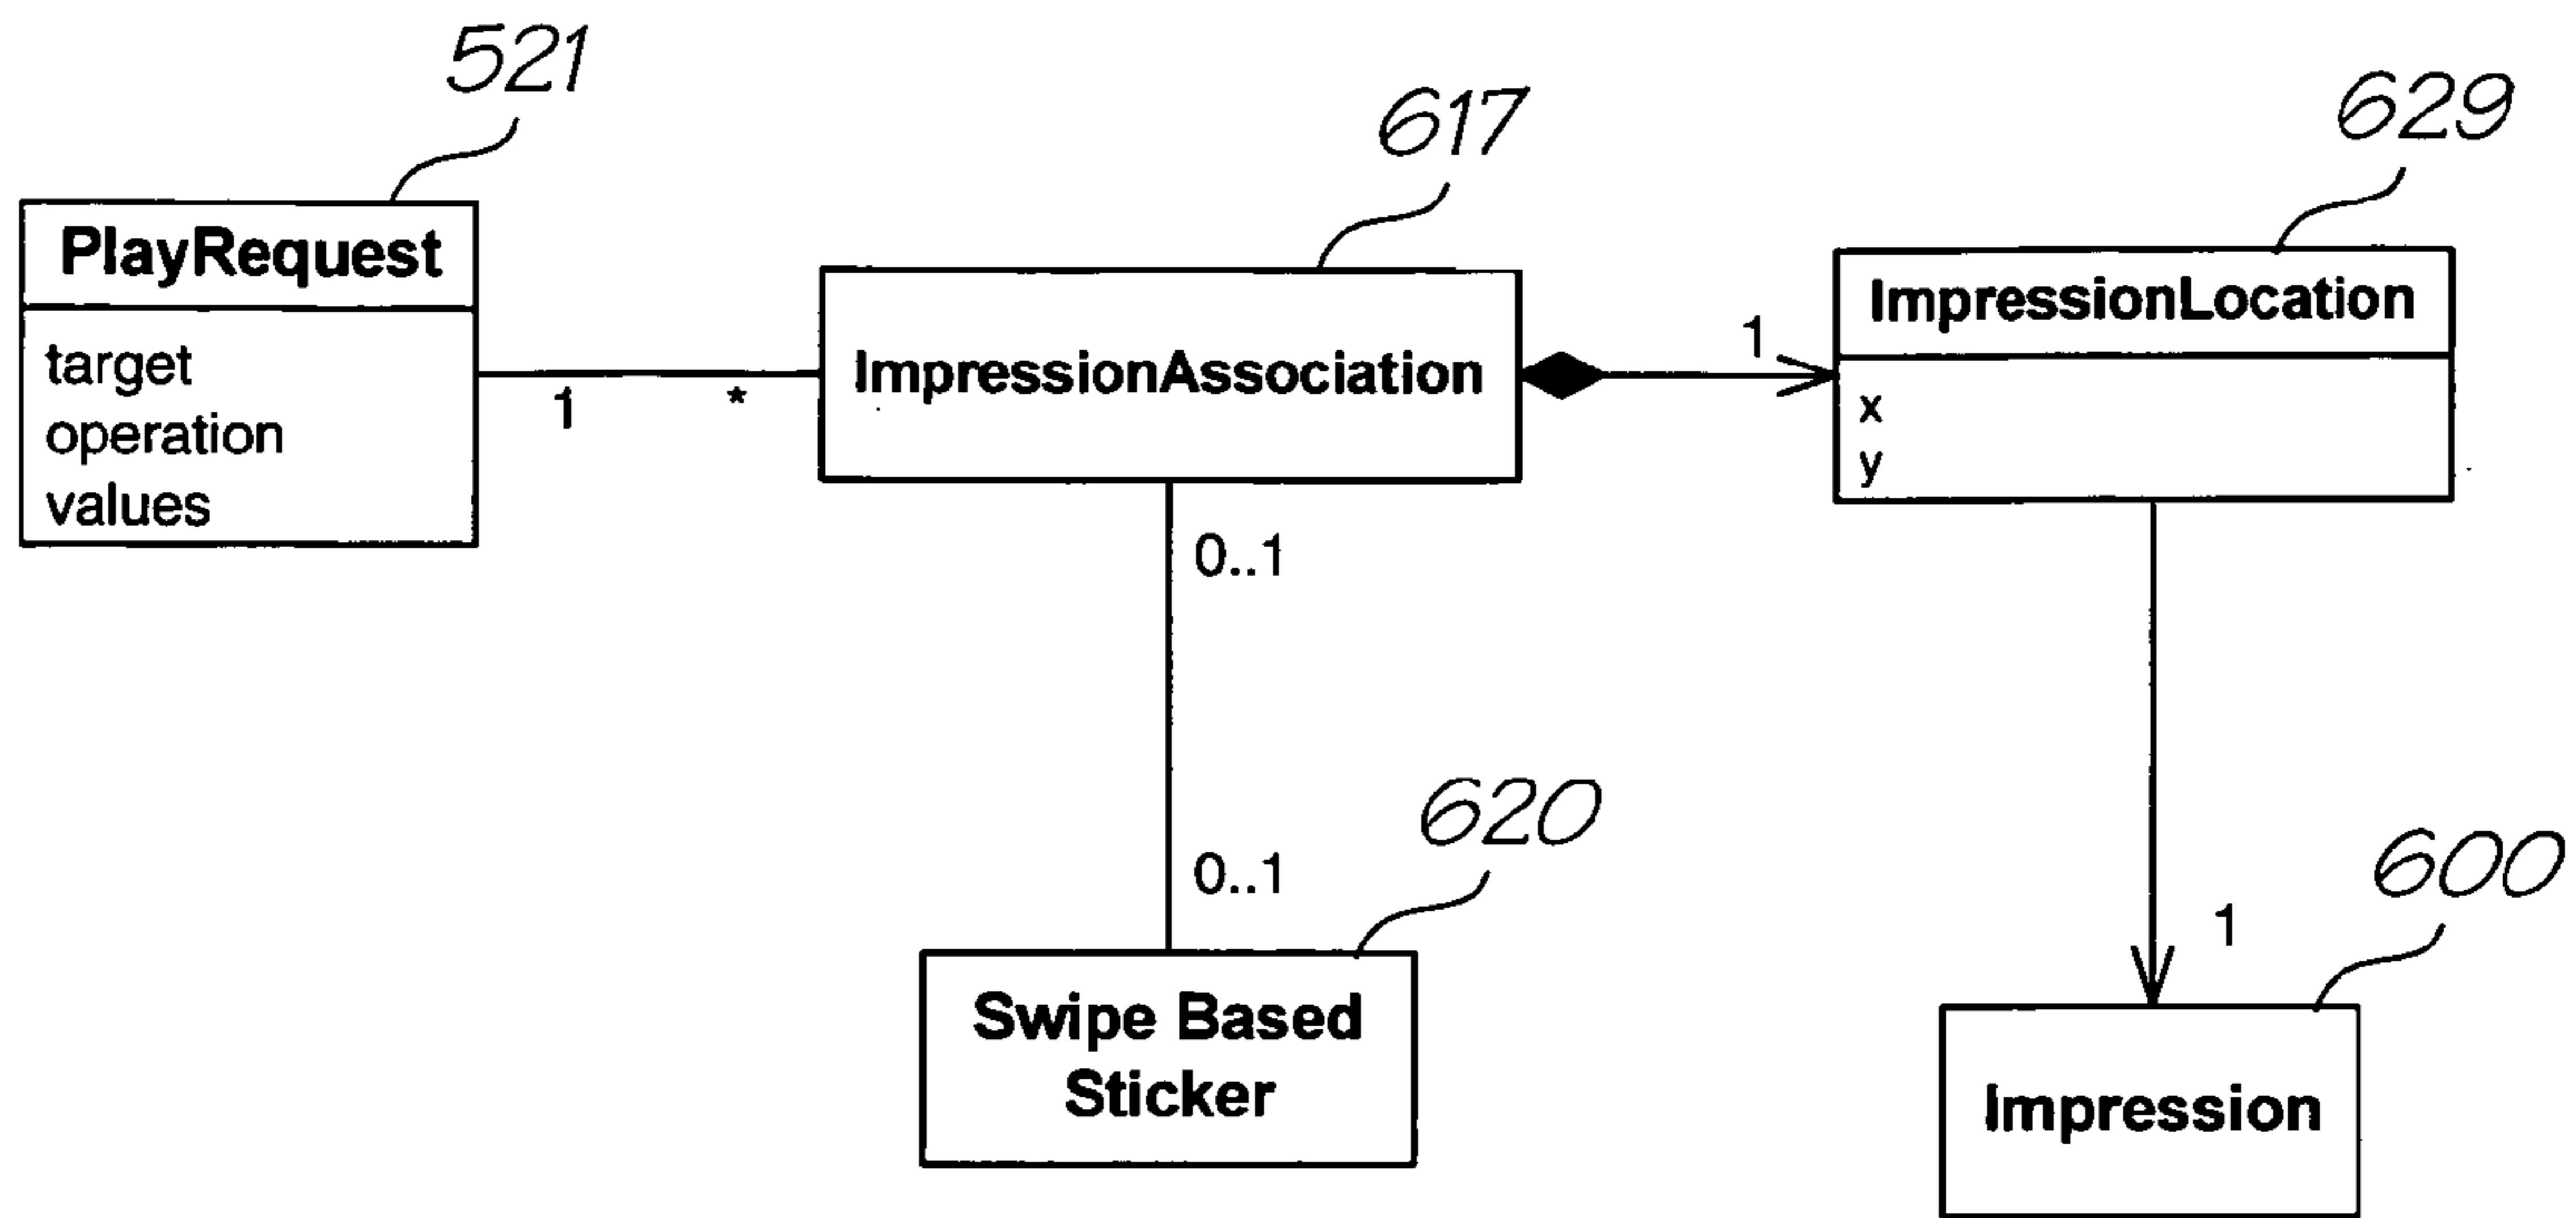 521
617
629
PlayRequest
target
operation
values
1
*
ImpressionAssociation
1
ImpressionLocation
x
y
0..1
0..1
620
Swipe Based
Sticker
1
600
Impression